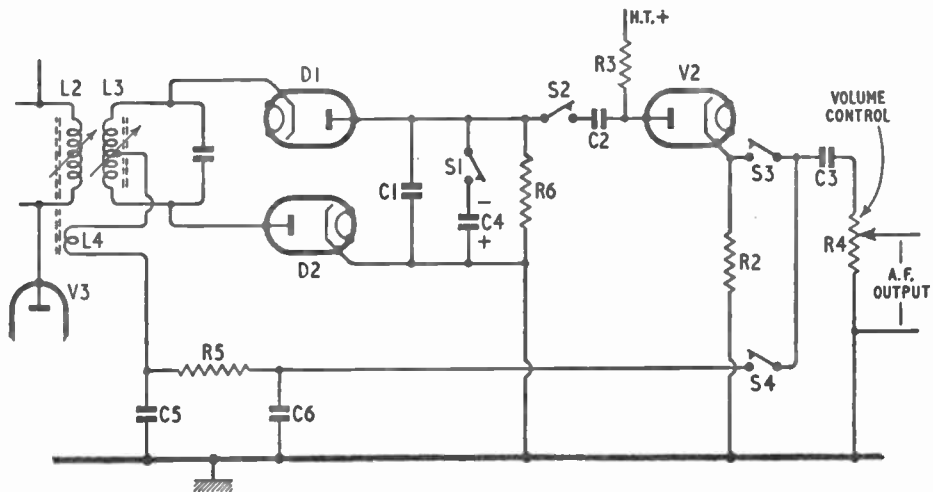 H.T.+
D1
V2
R3
L2
L3
S2
VOLUME
CONTROL
C2
S3
C3
S1
C1
R6
C4
−
+
R4
R2
L4
D2
A.F.
OUTPUT
V3
R5
S4
C5
C6